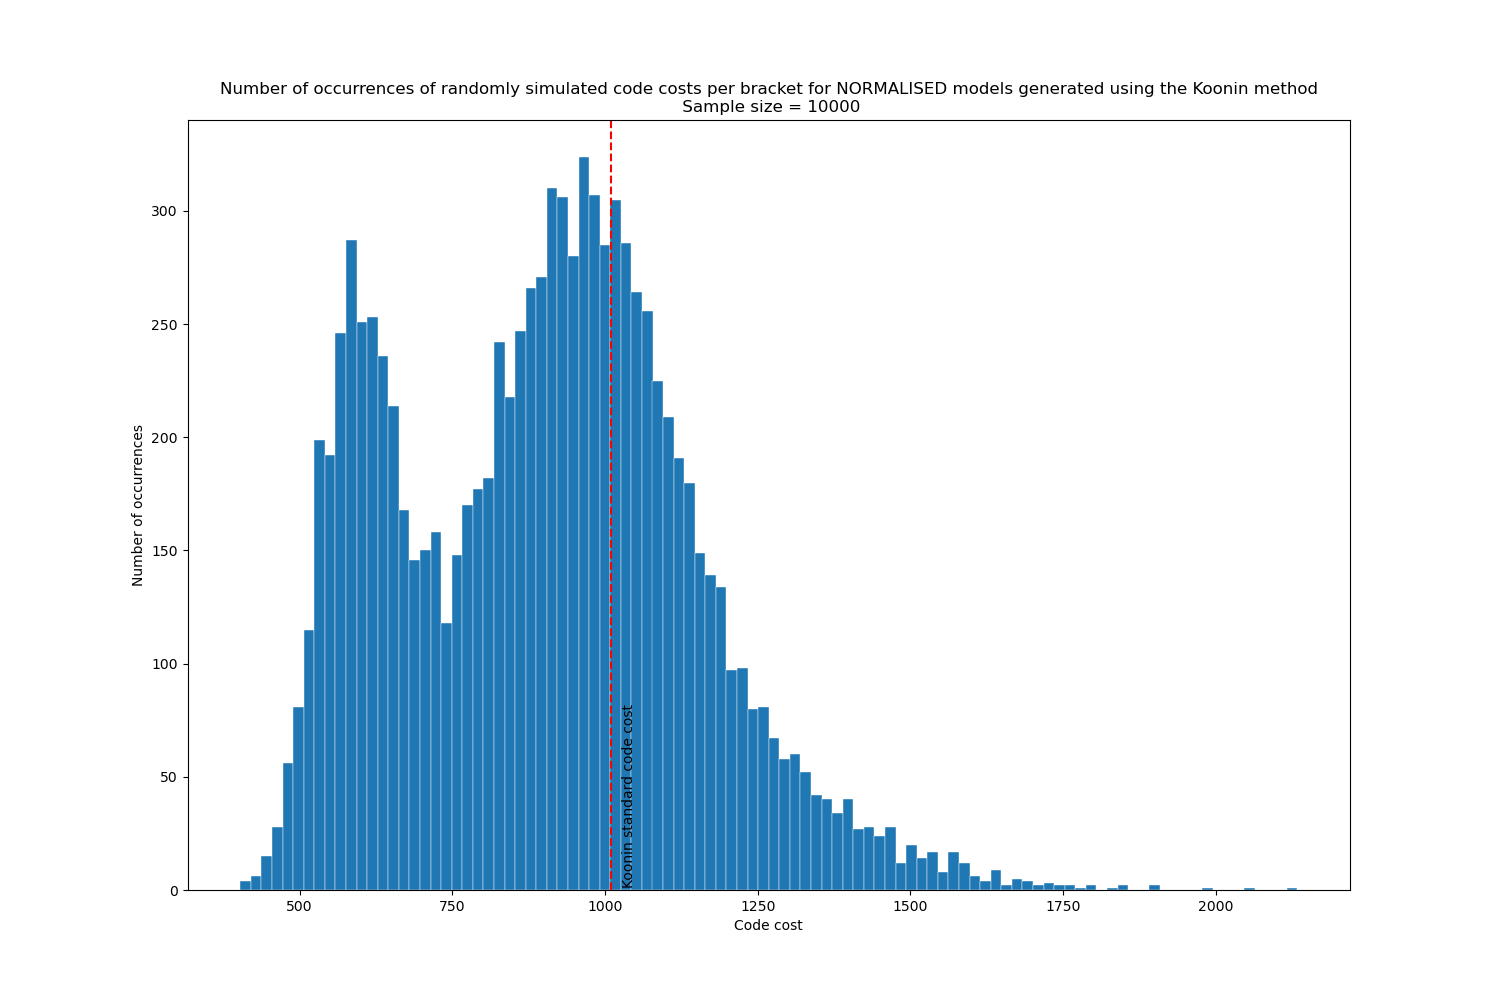 Number of occurrences of randomly simulated code costs per bracket for NORMALISED models generated using the Koonin method
Sample size = 10000
300
250
200
150
100
50
0
Number of occurrences
Koonin standard code cost
500 750 1000 1250 1500 1750 2000
Code cost